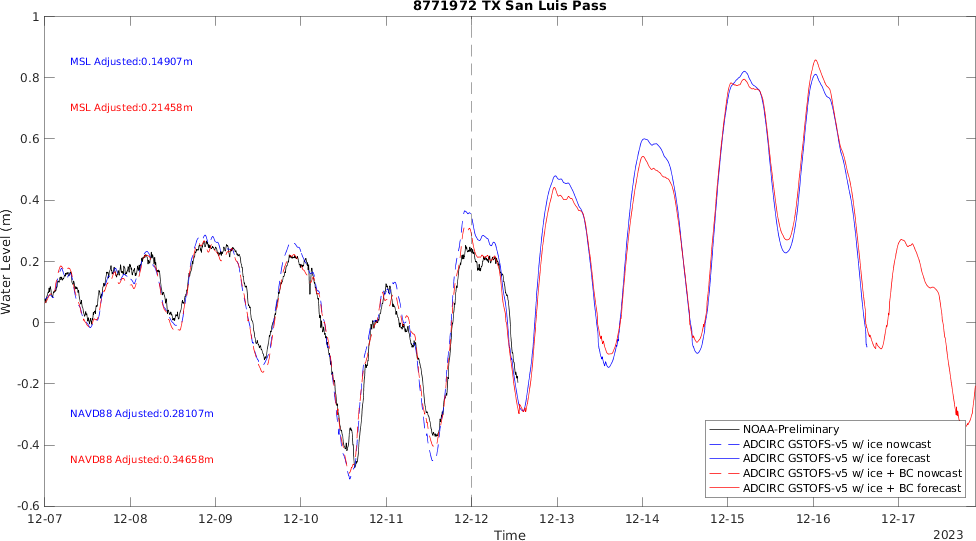 8771972 TX San Luis Pass
1
0.8
0.6
0.4
0.2
0
-0.2
-0.4
-0.6
Water Level (m)
MSL Adjusted:0.14907m
MSL Adjusted:0.21458m
NAVD88 Adjusted:0.28107m
NAVD88 Adjusted:0.34658m
NOAA-Preliminary
ADCIRC GSTOFS-v5 w/ ice nowcast
ADCIRC GSTOFS-v5 w/ ice forecast
ADCIRC GSTOFS-v5 w/ ice + BC nowcast
ADCIRC GSTOFS-v5 w/ ice + BC forecast
12-07 12-08 12-09 12-10 12-11 12-12 12-13 12-14 12-15 12-16 12-17
Time
2023